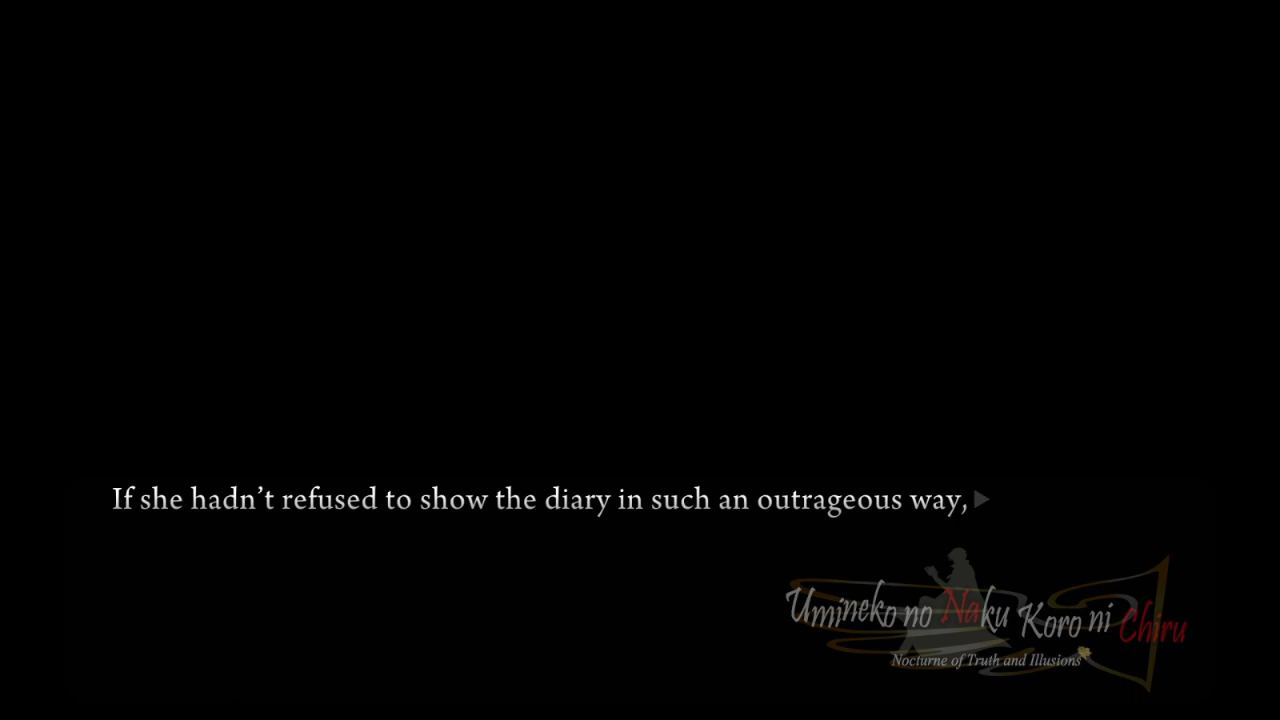 If she hadn’t refused to show the diary in such an outrageous way,
Umineko no Naku Koro ni Chiru
Nocturne of Truth and Illusions